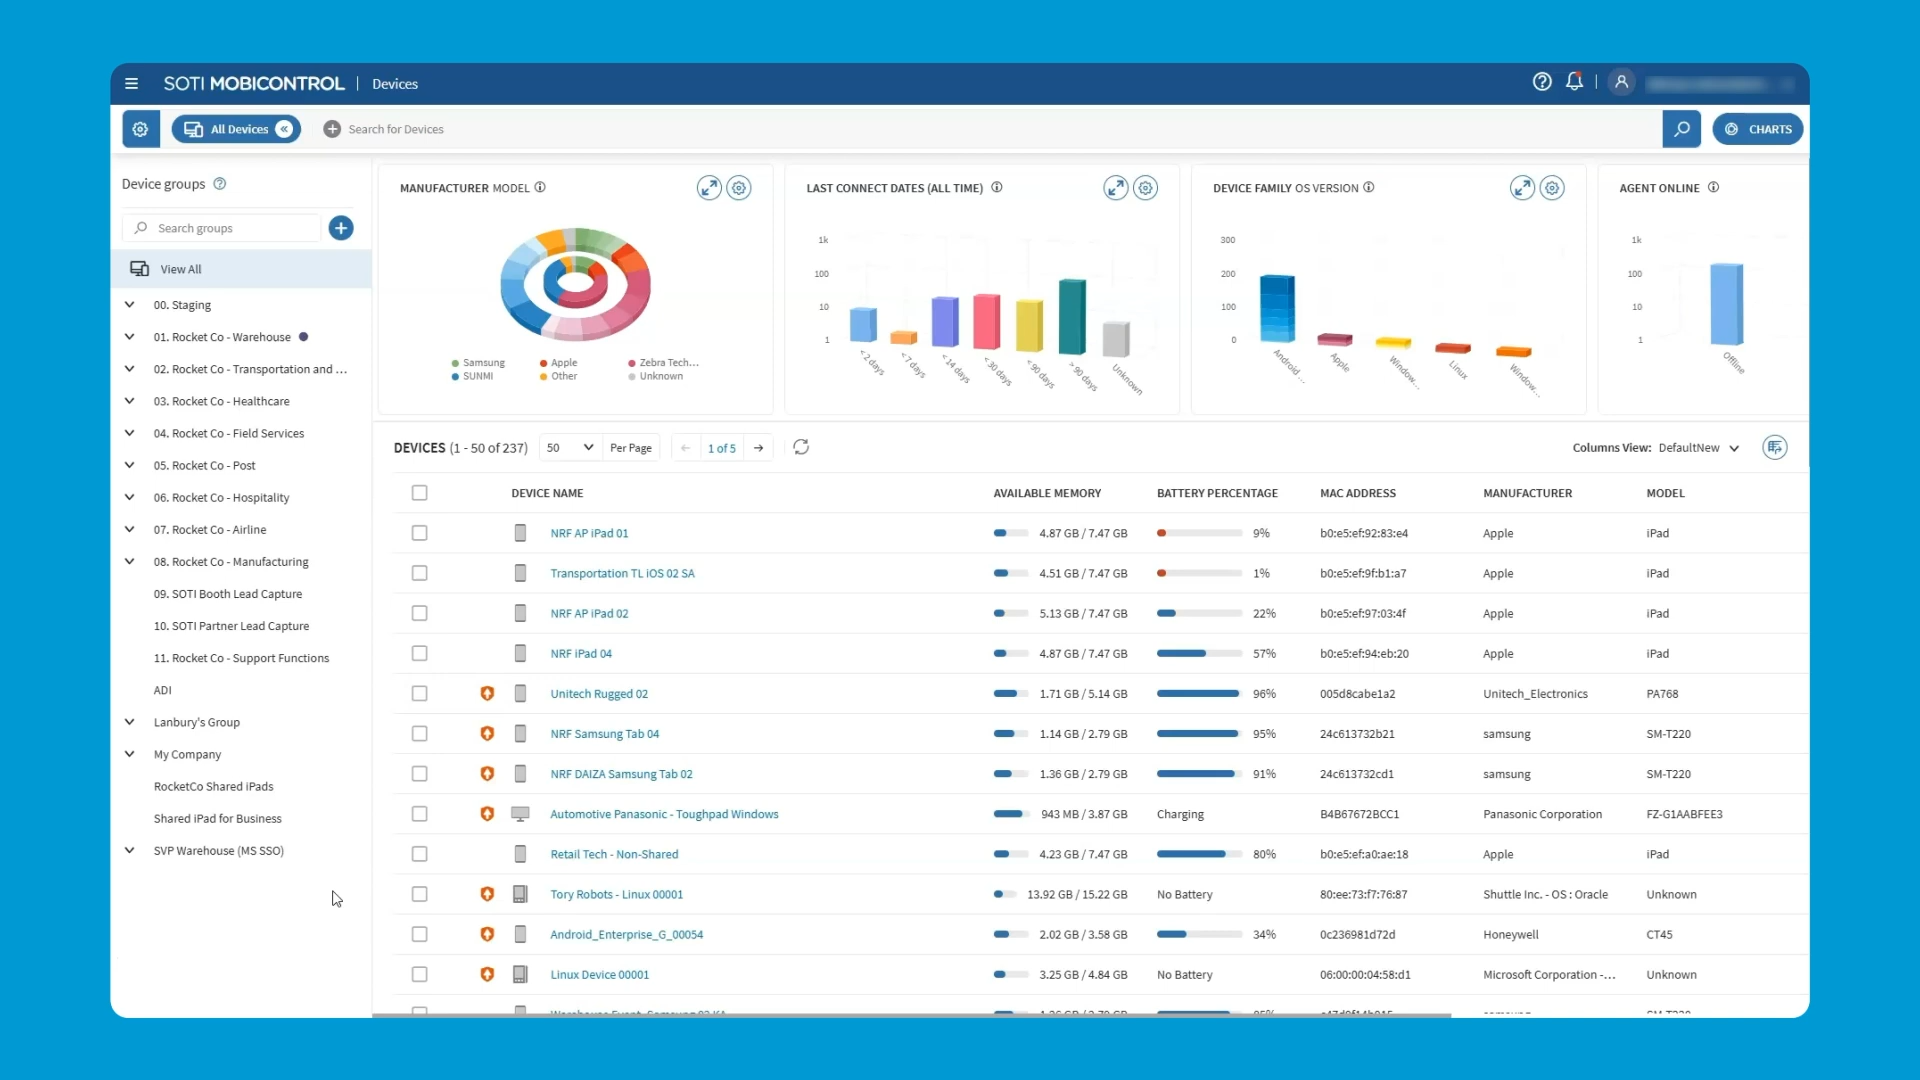 SOTI MOBICONTROL | Devices
All Devices
Search for Devices
CHARTS
Device groups
Search groups
View All
00. Staging
01. Rocket Co - Warehouse
02. Rocket Co - Transportation and ...
03. Rocket Co - Healthcare
04. Rocket Co - Field Services
05. Rocket Co - Post
06. Rocket Co - Hospitality
07. Rocket Co - Airline
08. Rocket Co - Manufacturing
09. SOTI Booth Lead Capture
10. SOTI Partner Lead Capture
11. Rocket Co - Support Functions
ADI
Lanbury's Group
My Company
RocketCo Shared iPads
Shared iPad for Business
SVP Warehouse (MS SSO)
MANUFACTURER MODEL
Samsung Apple Zebra Tech...
SUNMI Other Unknown
LAST CONNECT DATES (ALL TIME)
1k
100
10
1
< 2 days
< 7 days
< 14 days
< 30 days
< 90 days
> 90 days
Unknown
DEVICE FAMILY OS VERSION
300
200
100
0
Android ...
Apple
Window...
Linux
Window...
AGENT ONLINE
1k
100
10
1
Offline
DEVICES (1 - 50 of 237) 50 Per Page 1 of 5
Columns View: DefaultNew
DEVICE NAME AVAILABLE MEMORY BATTERY PERCENTAGE MAC ADDRESS MANUFACTURER MODEL
NRF AP iPad 01 4.87 GB / 7.47 GB 9% b0:e5:ef:92:83:e4 Apple iPad
Transportation TL iOS 02 SA 4.51 GB / 7.47 GB 1% b0:e5:ef:9f:b1:a7 Apple iPad
NRF AP iPad 02 5.13 GB / 7.47 GB 22% b0:e5:ef:97:03:4f Apple iPad
NRF iPad 04 4.87 GB / 7.47 GB 57% b0:e5:ef:94:eb:20 Apple iPad
Unitech Rugged 02 1.71 GB / 5.14 GB 96% 005d8cabe1a2 Unitech_Electronics PA768
NRF Samsung Tab 04 1.14 GB / 2.79 GB 95% 24c613732b21 samsung SM-T220
NRF DAIZA Samsung Tab 02 1.36 GB / 2.79 GB 91% 24c613732cd1 samsung SM-T220
Automotive Panasonic - Toughpad Windows 943 MB / 3.87 GB Charging B4B67672BCC1 Panasonic Corporation FZ-G1AABFEE3
Retail Tech - Non-Shared 4.23 GB / 7.47 GB 80% b0:e5:ef:a0:ae:18 Apple iPad
Tory Robots - Linux 00001 13.92 GB / 15.22 GB No Battery 80:ee:73:f7:76:87 Shuttle Inc. - OS : Oracle Unknown
Android_Enterprise_G_00054 2.02 GB / 3.58 GB 34% 0c236981d72d Honeywell CT45
Linux Device 00001 3.25 GB / 4.84 GB No Battery 06:00:00:04:58:d1 Microsoft Corporation -... Unknown